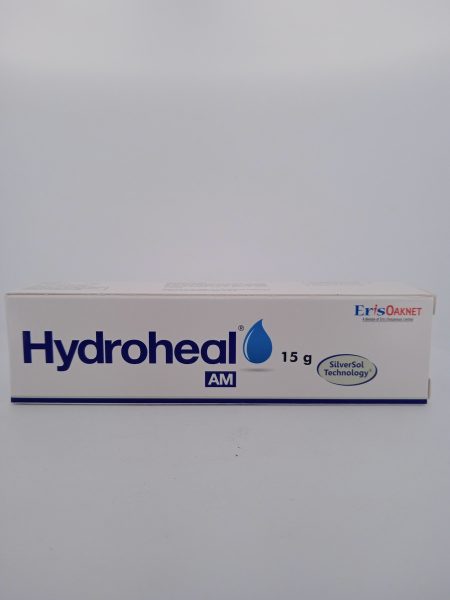 ErisOAKNET
Hydroheal®
AM
15 g
SilverSol
Technology